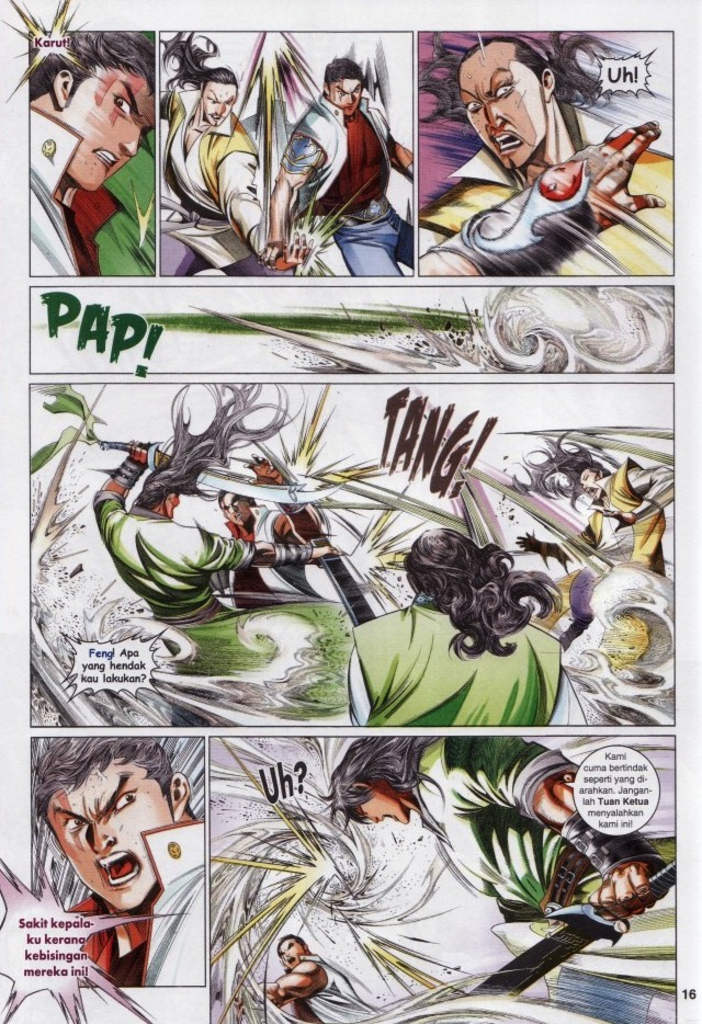 Karut!
Uh!
PAP!
TANG!
Feng! Apa
yang hendak
kau lakukan?
Uh?
Kami
cuma bertindak
seperti yang di-
arahkan. Jangan-
lah Tuan Ketua
menyalahkan
kami ini!
Sakit kepala-
ku kerana
kebisingan
mereka ini!
16